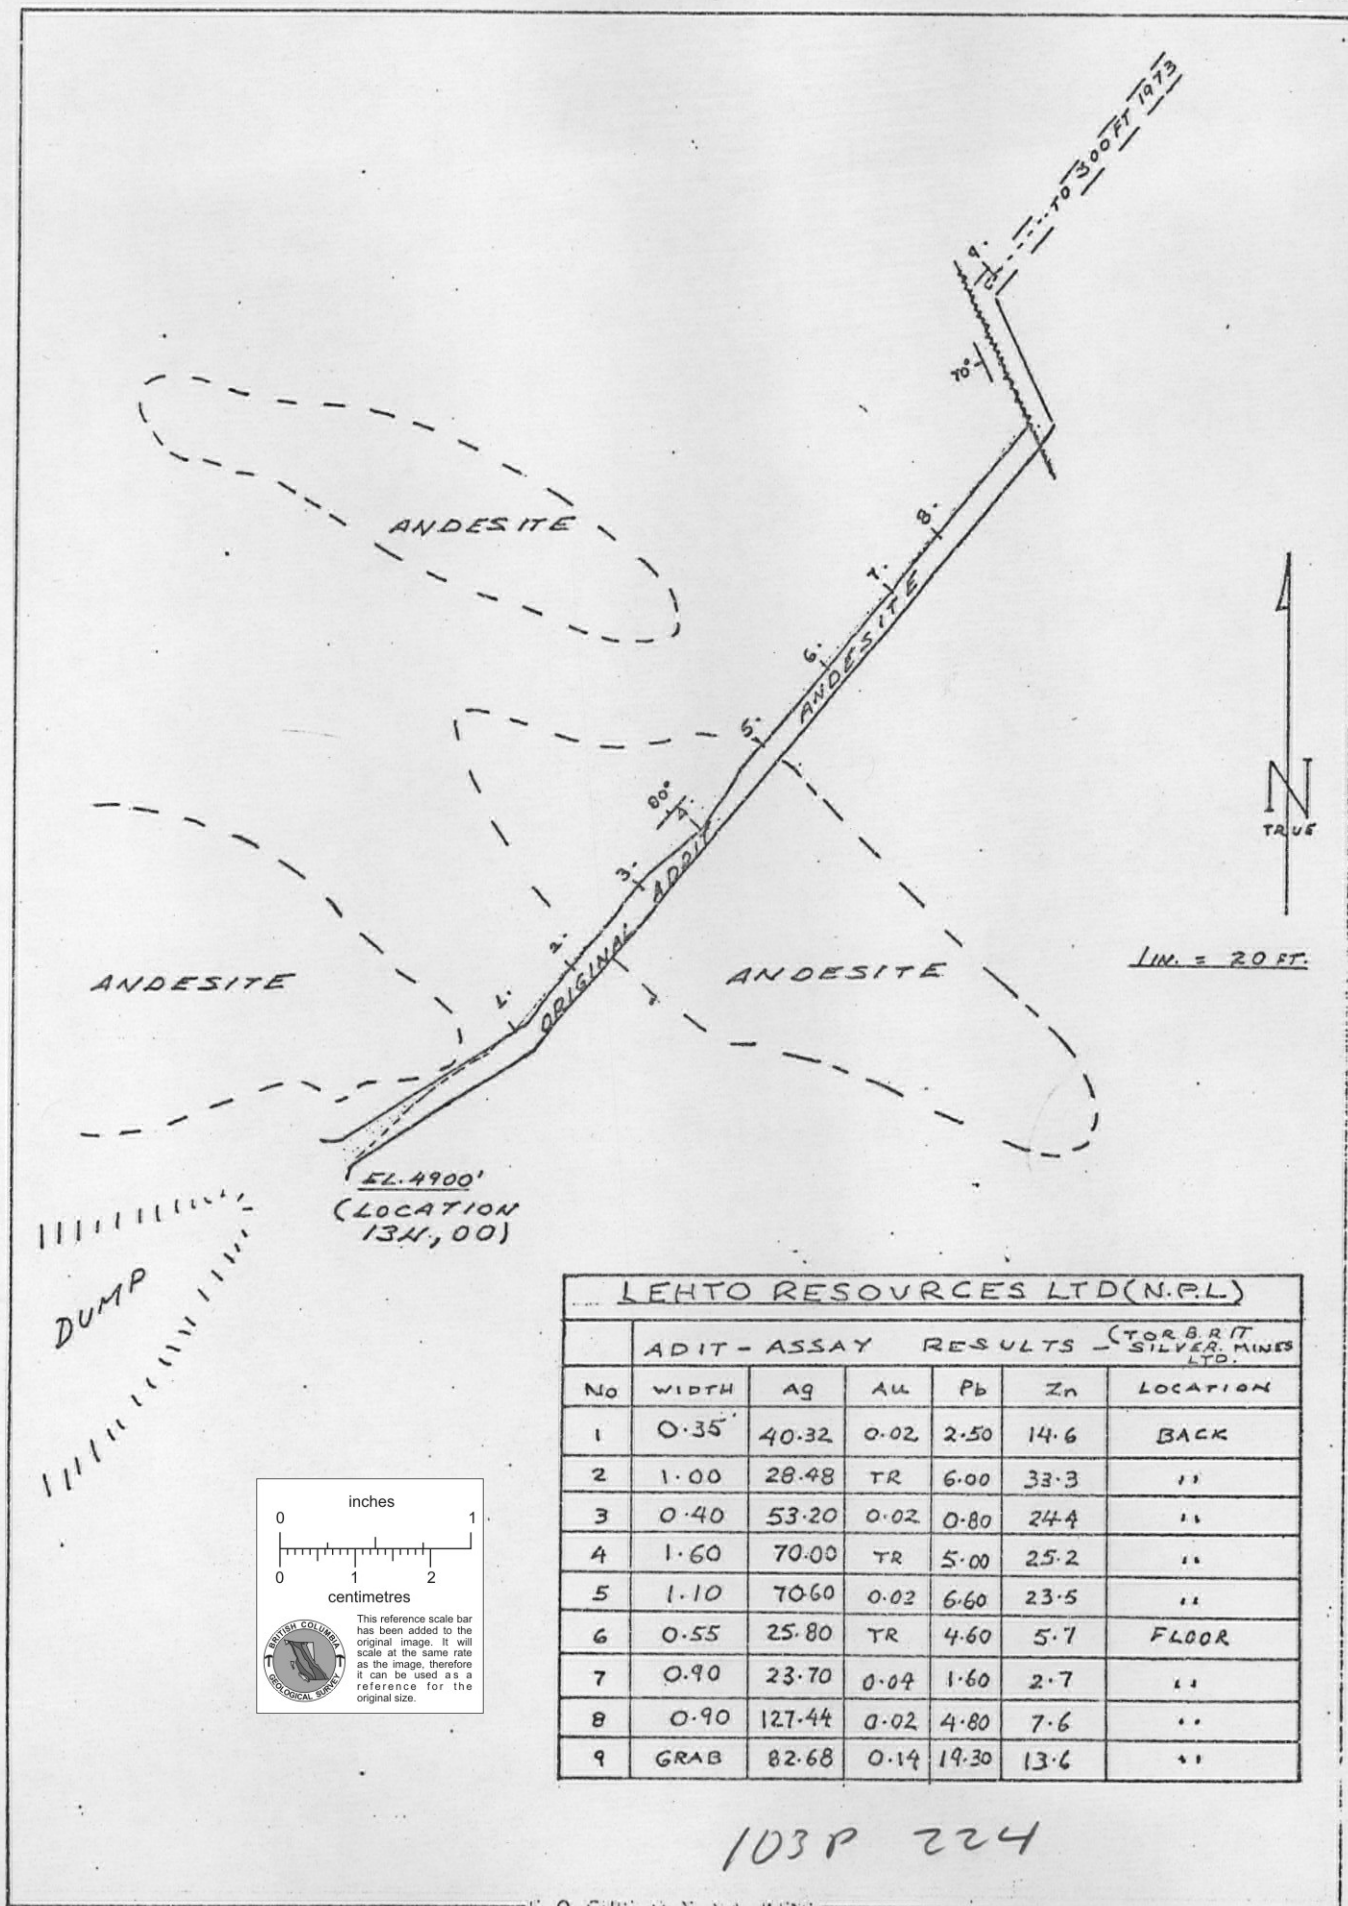 TO 300 FT 1973
9.
70°
8.
7.
ANDESITE
6.
ANDESITE
5.
80°
4.
3.
ORIGINAL ADDIT
2.
1.
ANDESITE
ANDESITE
N
TRUE
1 IN. = 20 FT.
EL. 4900'
(LOCATION
13H, 00)
DUMP
LEHTO RESOURCES LTD (N.P.L)
ADIT - ASSAY RESULTS - (TORBRIT
SILVER. MINES
LTD.
No WIDTH Ag Au Pb Zn LOCATION
1 0.35' 40.32 0.02 2.50 14.6 BACK
2 1.00 28.48 TR 6.00 33.3 "
3 0.40 53.20 0.02 0.80 24.4 "
4 1.60 70.00 TR 5.00 25.2 "
5 1.10 70.60 0.02 6.60 23.5 "
6 0.55 25.80 TR 4.60 5.7 FLOOR
7 0.90 23.70 0.04 1.60 2.7 "
8 0.90 127.44 0.02 4.80 7.6 "
9 GRAB 82.68 0.14 19.30 13.6 "
inches
0 1
0 1 2
centimetres
This reference scale bar
has been added to the
original image. It will
scale at the same rate
as the image, therefore
it can be used as a
reference for the
original size.
BRITISH COLUMBIA
GEOLOGICAL SURVEY
103P 224